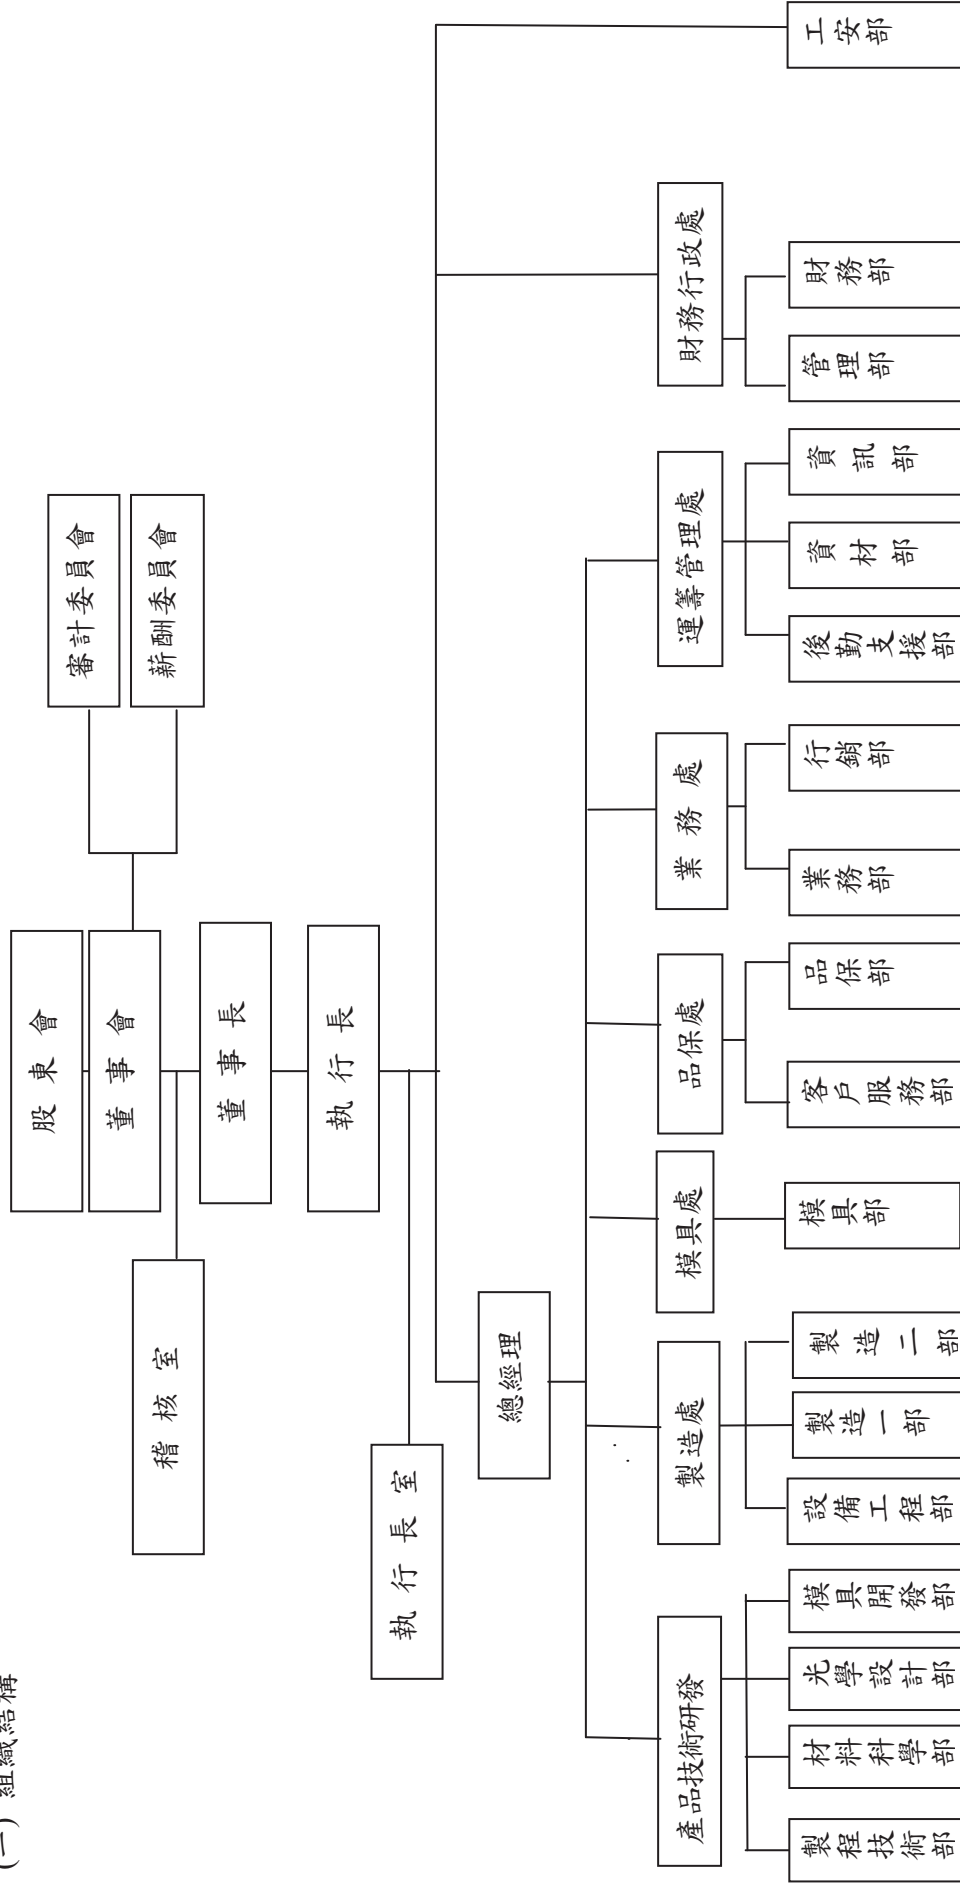 (一) 組織結構
股東會
董事會
審計委員會
薪酬委員會
稽核室
董事長
執行長
執行長室
總經理
產品技術研發
製造處
模具處
品保處
業務處
運籌管理處
財務行政處
製程技術部
材料科學部
光學設計部
模具開發部
設備工程部
製造一部
製造二部
模具部
客戶服務部
品保部
業務部
行銷部
後勤支援部
資材部
資訊部
管理部
財務部
工安部